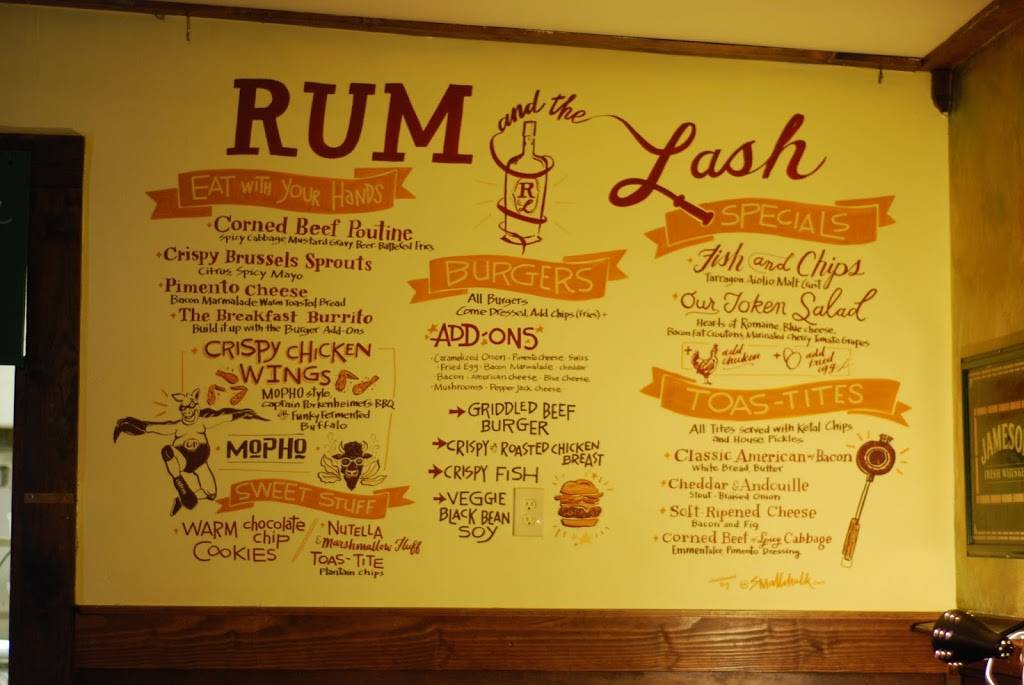 RUM and the Lash
EAT WITH YOUR HANDS
Corned Beef Poutine
Spicy Cabbage Mustard Gravy Beer-Battered Fries
Crispy Brussels Sprouts
Citrus Spicy Mayo
Pimento Cheese
Bacon Marmalade Warm Toasted Bread
The Breakfast Burrito
Build it up with the Burger Add-Ons
CRISPY CHICKEN
WINGS
MOPHO style
Captain Porkenheimer's BBQ
or Funky Fermented
Buffalo
CP
MOPHO
SWEET STUFF
WARM chocolate
chip
COOKIES
NUTELLA
& Marshmallow Fluff
TOAS-TITE
Plantain Chips
R
L
BURGERS
All Burgers
Come Dressed, Add Chips (Fries)+
ADD-ONS
Caramelized Onion · Pimento cheese · Swiss
· Fried Egg · Bacon Marmalade · cheddar
· Bacon · American cheese · Blue cheese
· Mushrooms · Pepper Jack cheese
GRIDDLED BEEF
BURGER
CRISPY or ROASTED CHICKEN
BREAST
CRISPY FISH
VEGGIE
BLACK BEAN
SOY
SPECIALS
Fish and Chips
Tarragon Aiolio Malt Gast
Our Token Salad
Hearts of Romaine, Blue cheese,
Bacon Fat Croutons, Marinated Cherry Tomato Grapes
+ add
chicken
+ add
fried
egg
TOAS-TITES
All Tites Served with Ketal Chips
and House Pickles
Classic American w/ Bacon
White Bread, Butter
Cheddar & Andouille
Stout-Braised Onion
Soft-Ripened Cheese
Bacon and Fig
Corned Beef w/ Spicy Cabbage
Emmentaler Pimento Dressing
by
JAMESO
IRISH WHISK